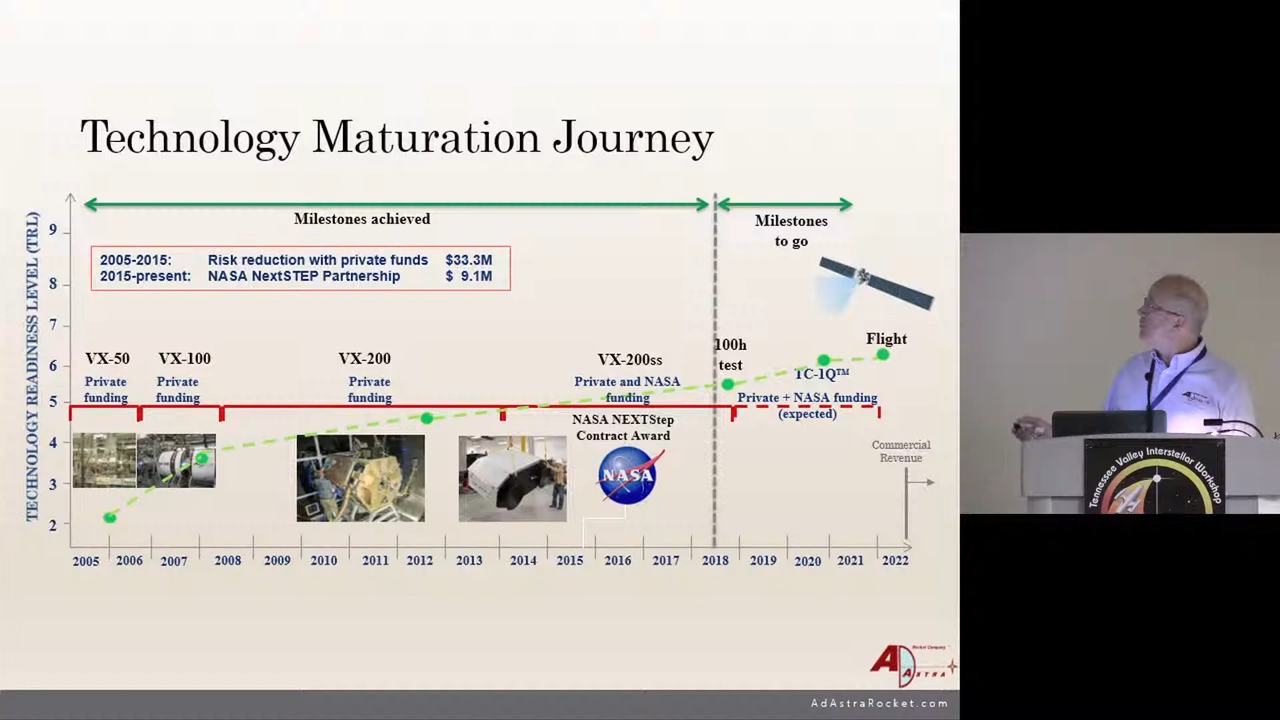 Technology Maturation Journey
TECHNOLOGY READINESS LEVEL (TRL)
9
8
7
6
5
4
3
2
Milestones achieved
Milestones
to go
2005-2015: Risk reduction with private funds $33.3M
2015-present: NASA NextSTEP Partnership $ 9.1M
VX-50
Private
funding
VX-100
Private
funding
VX-200
Private
funding
VX-200ss
Private and NASA
funding
NASA NEXTStep
Contract Award
NASA
100h
test
TC-1Q™
Private + NASA funding
(expected)
Flight
Commercial
Revenue
2005 2006 2007 2008 2009 2010 2011 2012 2013 2014 2015 2016 2017 2018 2019 2020 2021 2022
Rocket Company
AD ASTRA
AdAstraRocket.com
Tennessee Valley Interstellar Workshop